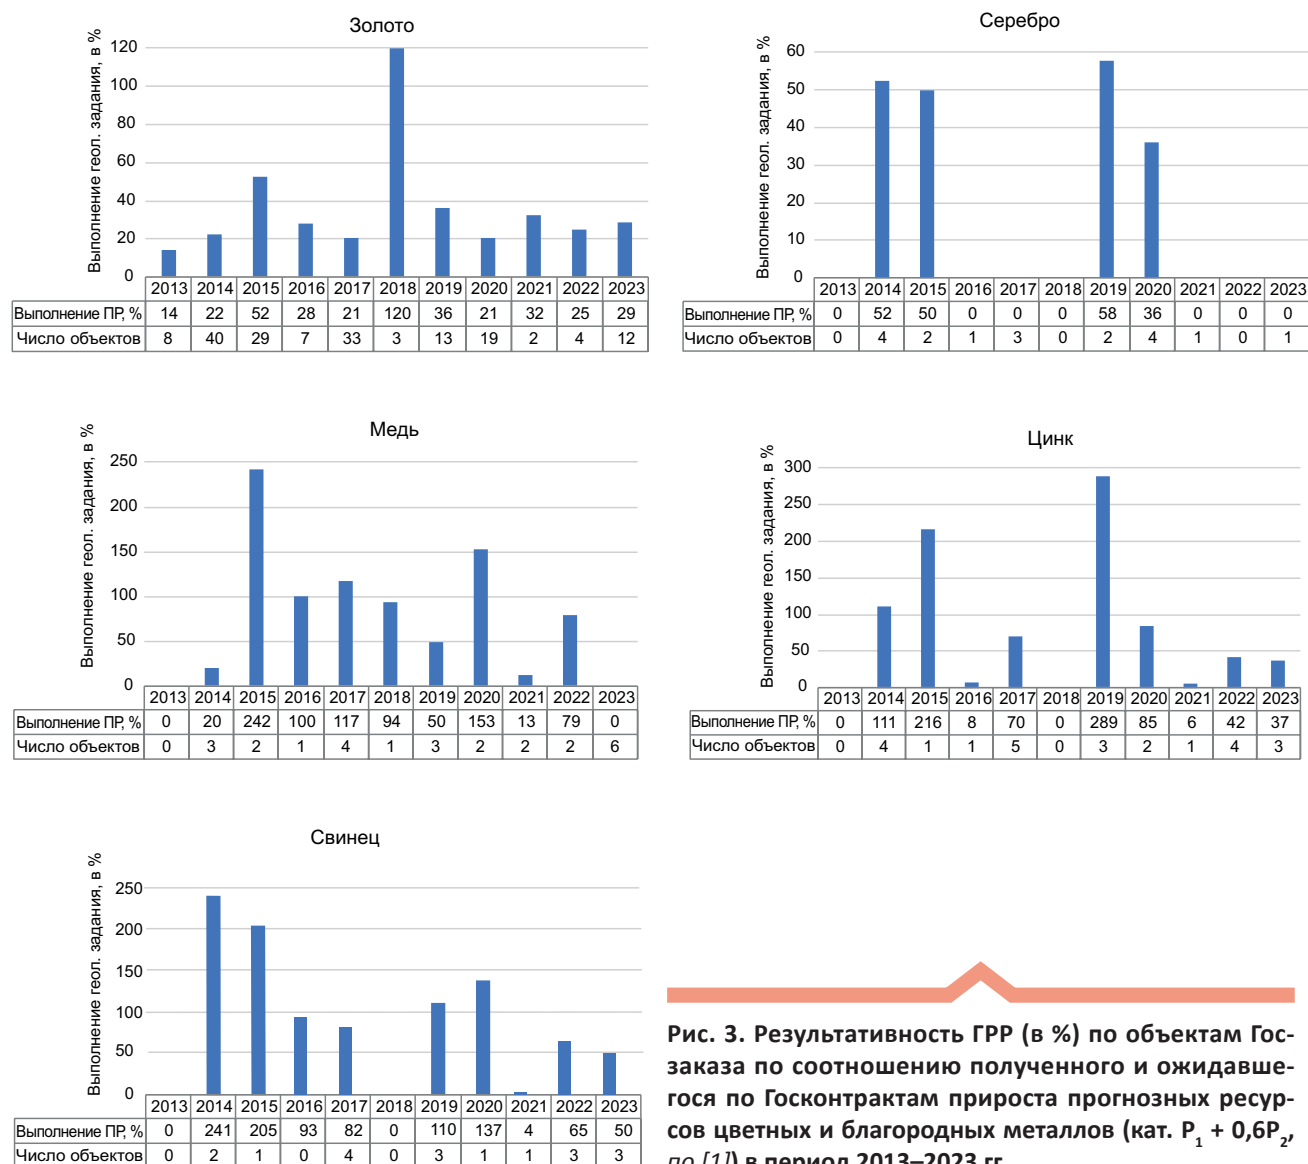 Золото
Выполнение геол. задания, в %
120
100
80
60
40
20
0
2013 2014 2015 2016 2017 2018 2019 2020 2021 2022 2023
Выполнение ПР, % 14 22 52 28 21 120 36 21 32 25 29
Число объектов 8 40 29 7 33 3 13 19 2 4 12
Серебро
Выполнение геол. задания, в %
60
50
40
30
20
10
0
2013 2014 2015 2016 2017 2018 2019 2020 2021 2022 2023
Выполнение ПР, % 0 52 50 0 0 0 58 36 0 0 0
Число объектов 0 4 2 1 3 0 2 4 1 0 1
Медь
Выполнение геол. задания, в %
250
200
150
100
50
0
2013 2014 2015 2016 2017 2018 2019 2020 2021 2022 2023
Выполнение ПР, % 0 20 242 100 117 94 50 153 13 79 0
Число объектов 0 3 2 1 4 1 3 2 2 2 6
Цинк
Выполнение геол. задания, в %
300
250
200
150
100
50
0
2013 2014 2015 2016 2017 2018 2019 2020 2021 2022 2023
Выполнение ПР, % 0 111 216 8 70 0 289 85 6 42 37
Число объектов 0 4 1 1 5 0 3 2 1 4 3
Свинец
Выполнение геол. задания, в %
250
200
150
100
50
0
2013 2014 2015 2016 2017 2018 2019 2020 2021 2022 2023
Выполнение ПР, % 0 241 205 93 82 0 110 137 4 65 50
Число объектов 0 2 1 0 4 0 3 1 1 3 3
Рис. 3. Результативность ГРР (в %) по объектам Гос-
заказа по соотношению полученного и ожидавше-
гося по Госконтрактам прироста прогнозных ресур-
сов цветных и благородных металлов (кат. P₁ + 0,6P₂,
по [1]) в период 2013–2023 гг.